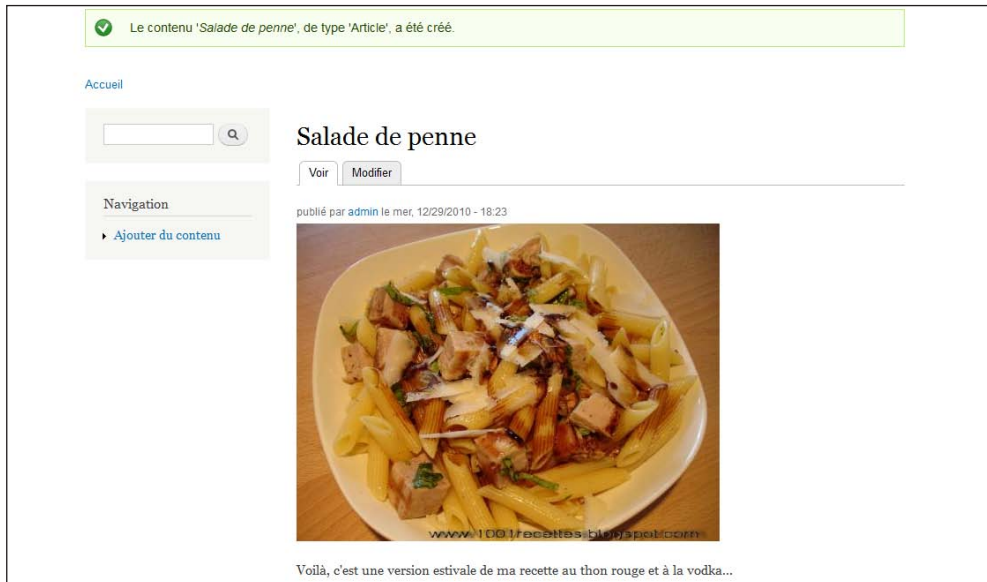 Le contenu 'Salade de penne', de type 'Article', a été créé.
Accueil
Salade de penne
Voir Modifier
Navigation
Ajouter du contenu
publié par admin le mer, 12/29/2010 - 18:23
www.1001recettes.blogspot.com
Voilà, c'est une version estivale de ma recette au thon rouge et à la vodka...